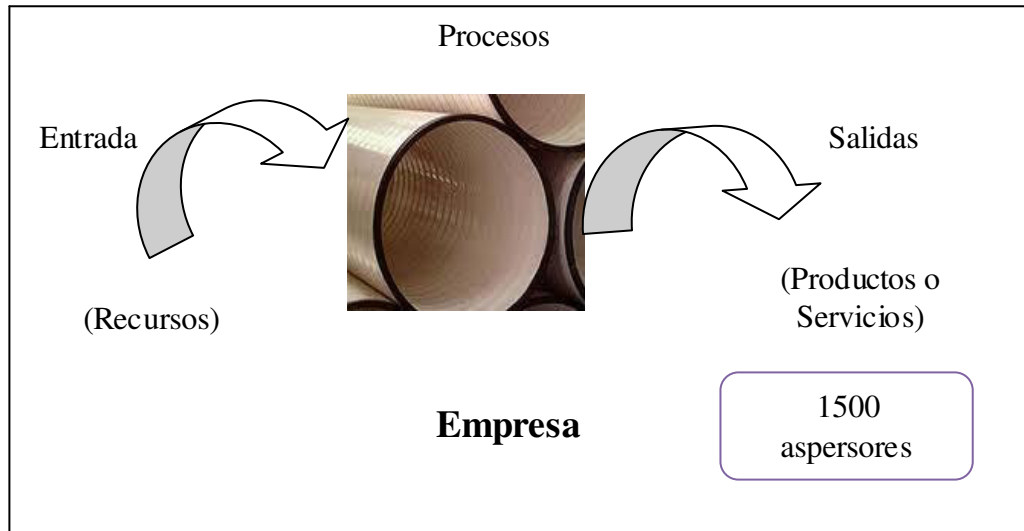 Procesos
Entrada
Salidas
(Recursos)
(Productos o
Servicios)
Empresa
1500
aspersores